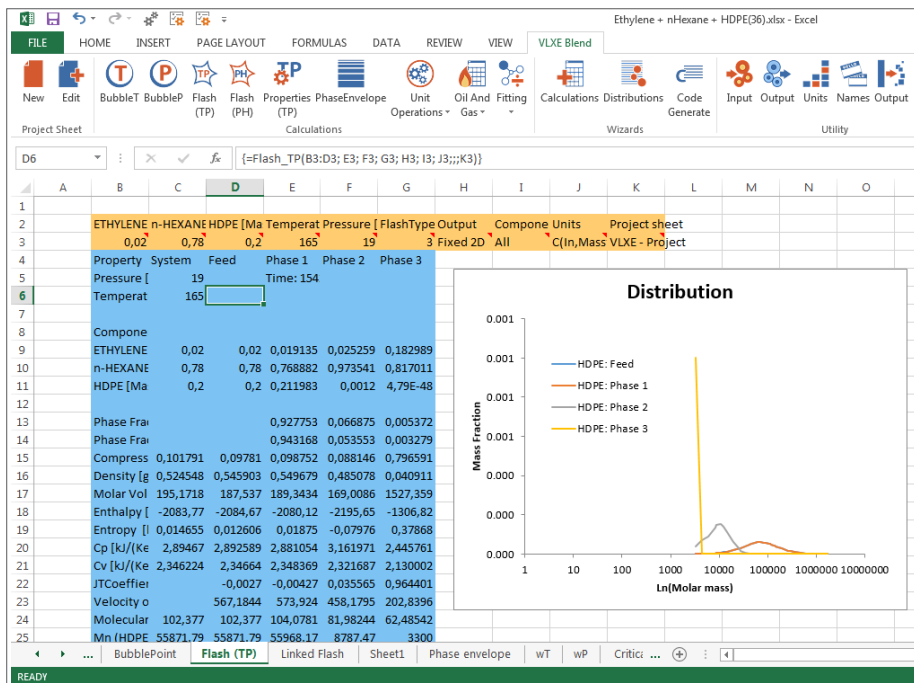 Ethylene + nHexane + HDPE(36).xlsx - Excel
FILE HOME INSERT PAGE LAYOUT FORMULAS DATA REVIEW VIEW VLXE Blend
New Edit BubbleT BubbleP Flash (TP) Flash (PH) Properties (TP) PhaseEnvelope Unit Operations Oil And Gas Fitting Calculations Distributions Code Generate Input Output Units Names Output
Project Sheet Calculations Wizards Utility
D6 fx {=Flash_TP(B3:D3; E3; F3; G3; H3; I3; J3;;;K3)}
A B C D E F G H I J K L M N O
1
2 ETHYLENE n-HEXANE HDPE [Ma Temperat Pressure [ FlashType Output Compone Units Project sheet
3 0,02 0,78 0,2 165 19 3 Fixed 2D All C(In,Mass VLXE - Project
4 Property System Feed Phase 1 Phase 2 Phase 3
5 Pressure [ 19 Time: 154
6 Temperat 165
7
8 Compone
9 ETHYLENE 0,02 0,02 0,019135 0,025259 0,182989
10 n-HEXANE 0,78 0,78 0,768882 0,973541 0,817011
11 HDPE [Ma: 0,2 0,2 0,211983 0,0012 4,79E-48
12
13 Phase Fra 0,927753 0,066875 0,005372
14 Phase Fra 0,943168 0,053553 0,003279
15 Compress 0,101791 0,09781 0,098752 0,088146 0,796591
16 Density [g 0,524548 0,545903 0,549679 0,485078 0,040911
17 Molar Vol 195,1718 187,537 189,3434 169,0086 1527,359
18 Enthalpy [ -2083,77 -2084,67 -2080,12 -2195,65 -1306,82
19 Entropy [ 0,014655 0,012606 0,01875 -0,07976 0,37868
20 Cp [kJ/(Ke 2,89467 2,892589 2,881054 3,161971 2,445761
21 Cv [kJ/(Ke 2,346224 2,34664 2,348369 2,321687 2,130002
22 JTCoeffier -0,0027 -0,00427 0,035565 0,964401
23 Velocity o 567,1844 573,924 458,1795 202,8396
24 Molecular 102,377 102,377 104,0781 81,98244 62,48542
25 Mn (HDPE 55871,79 55871,79 55968,17 8787,47 3300
Distribution
Mass Fraction
0.001
0.001
0.001
0.001
0.000
0.000
0.000
HDPE: Feed
HDPE: Phase 1
HDPE: Phase 2
HDPE: Phase 3
1 10 100 1000 10000 100000 1000000 10000000
Ln(Molar mass)
... BubblePoint Flash (TP) Linked Flash Sheet1 Phase envelope wT wP Critica ...
READY